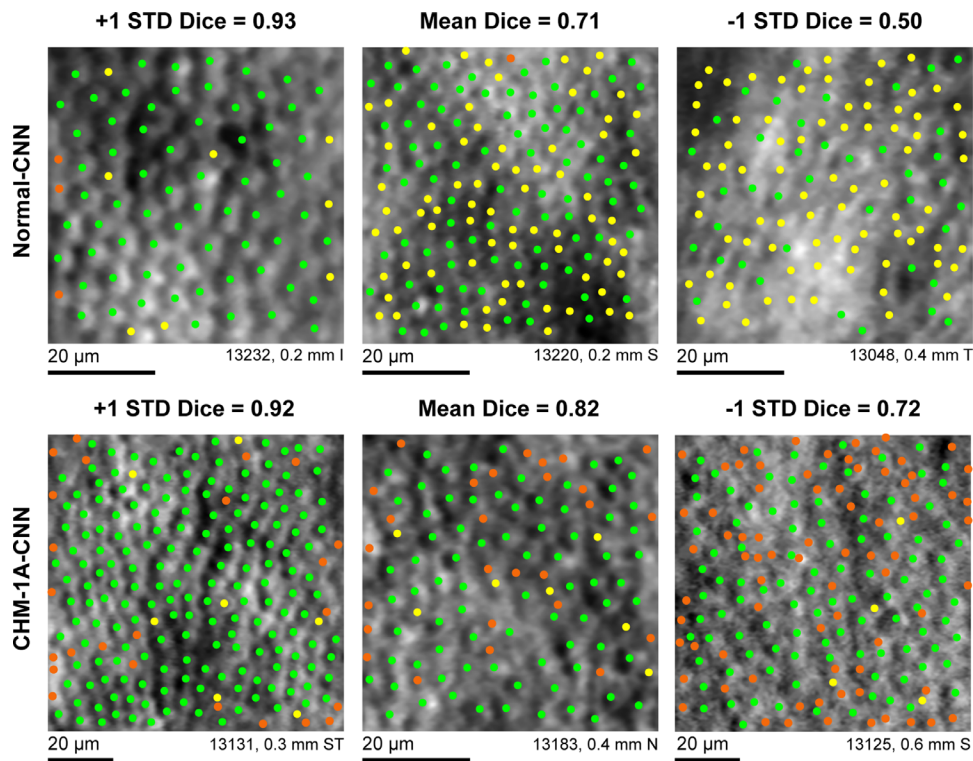 +1 STD Dice = 0.93
Mean Dice = 0.71
-1 STD Dice = 0.50
Normal-CNN
20 µm
13232, 0.2 mm I
20 µm
13220, 0.2 mm S
20 µm
13048, 0.4 mm T
+1 STD Dice = 0.92
Mean Dice = 0.82
-1 STD Dice = 0.72
CHM-1A-CNN
20 µm
13131, 0.3 mm ST
20 µm
13183, 0.4 mm N
20 µm
13125, 0.6 mm S